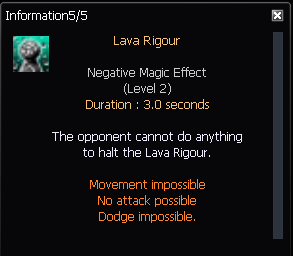 Information5/5
Lava Rigour
Negative Magic Effect
(Level 2)
Duration : 3.0 seconds
The opponent cannot do anything
to halt the Lava Rigour.
Movement impossible
No attack possible
Dodge impossible.